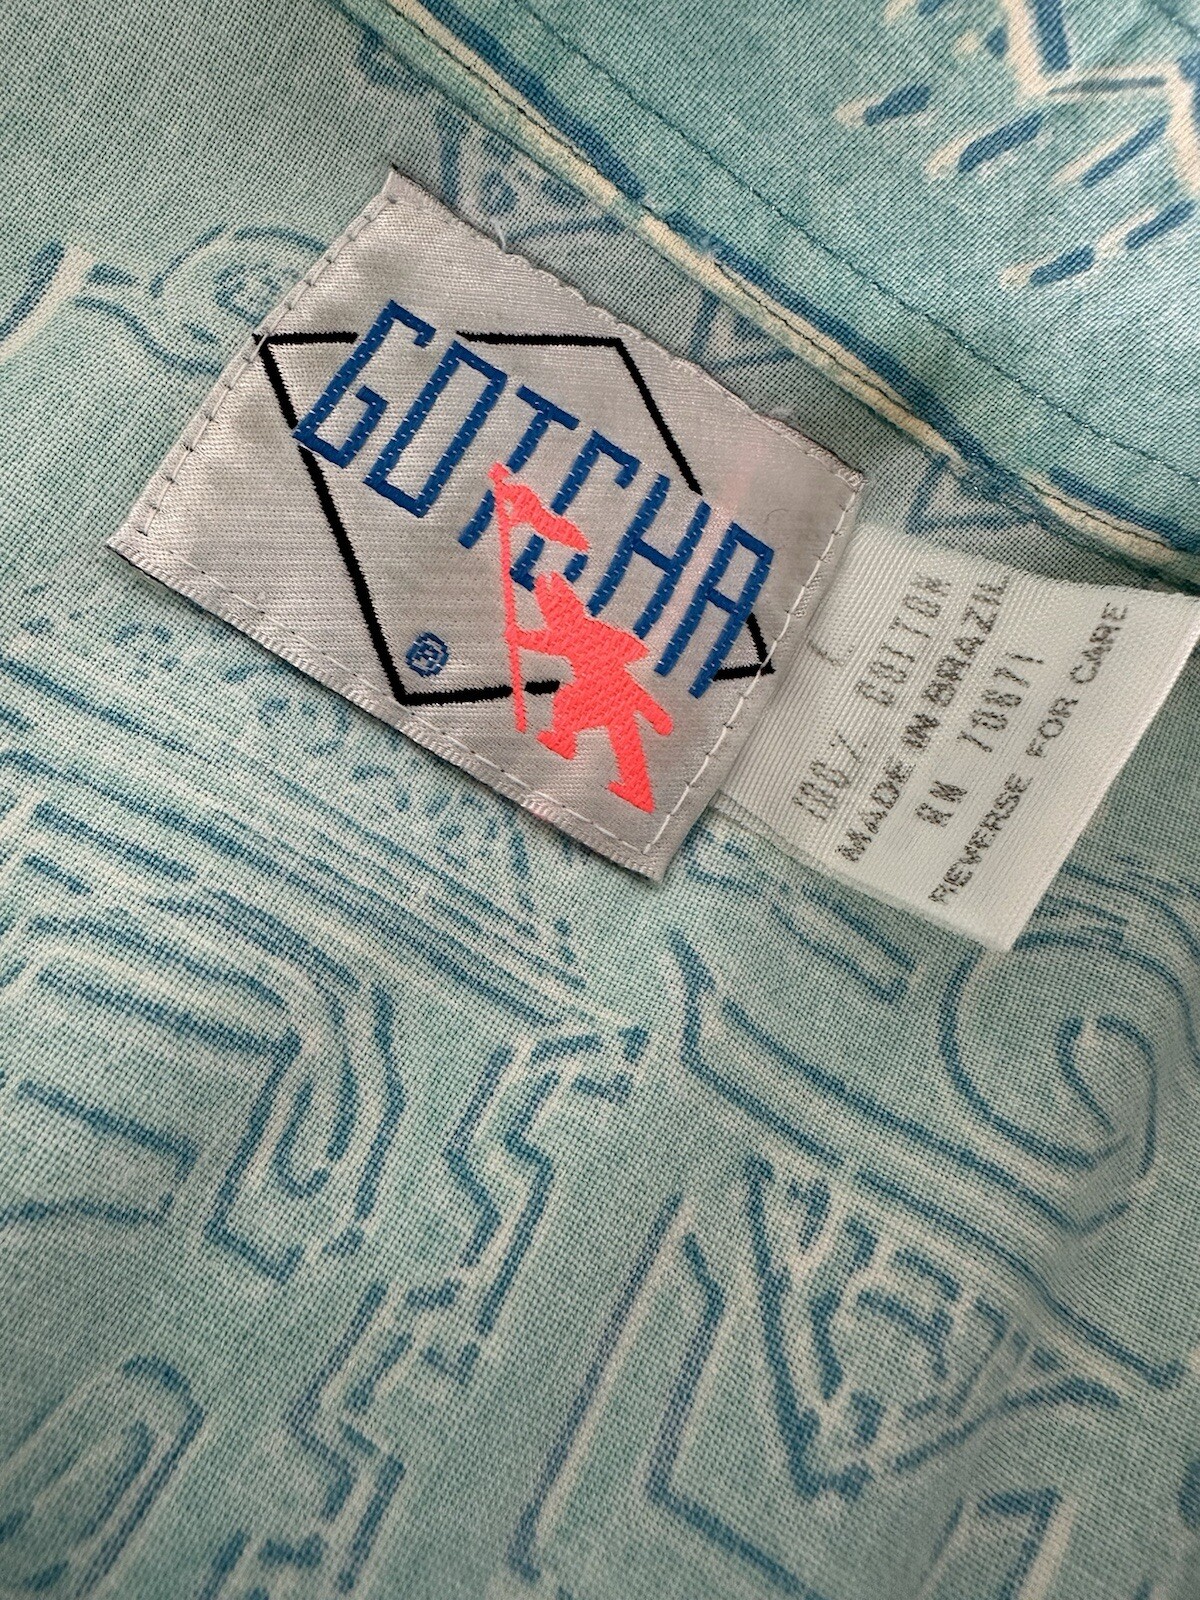 GOTCHA
®
L
100% COTTON
MADE IN BRAZIL
RN 70671
REVERSE FOR CARE